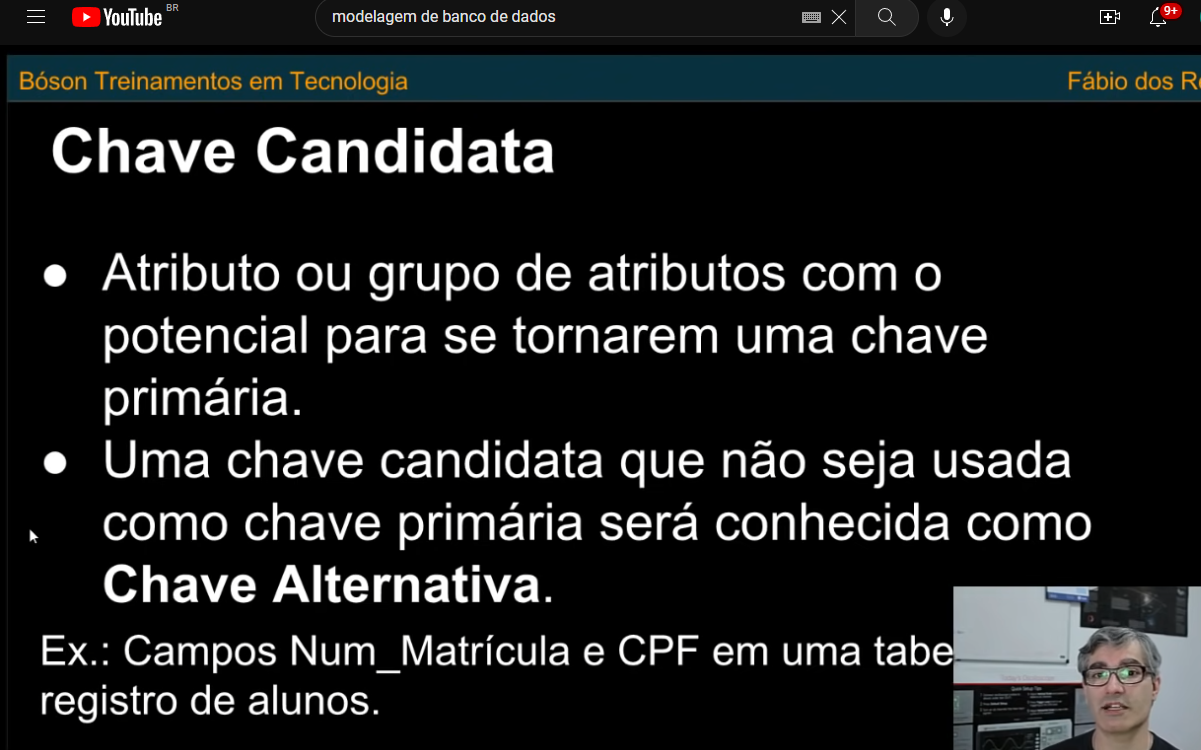 YouTube BR
modelagem de banco de dados
9+
Bóson Treinamentos em Tecnologia
Fábio dos Re
Chave Candidata
● Atributo ou grupo de atributos com o
potencial para se tornarem uma chave
primária.
● Uma chave candidata que não seja usada
como chave primária será conhecida como
Chave Alternativa.
Ex.: Campos Num_Matrícula e CPF em uma tabe
registro de alunos.